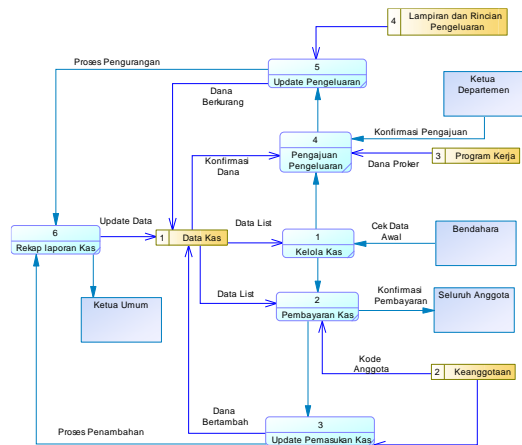 4 Lampiran dan Rincian
Pengeluaran
Proses Pengurangan
5
Update Pengeluaran
Dana
Berkurang
Ketua
Departemen
4
Pengajuan
Pengeluaran
Konfirmasi Pengajuan
Konfirmasi
Dana
Dana Proker
3 Program Kerja
6
Rekap laporan Kas
Update Data
1 Data Kas
Data List
1
Kelola Kas
Cek Data
Awal
Bendahara
Ketua Umum
Data List
2
Pembayaran Kas
Konfirmasi
Pembayaran
Seluruh Anggota
Kode
Anggota
2 Keanggotaan
Dana
Bertambah
Proses Penambahan
3
Update Pemasukan Kas